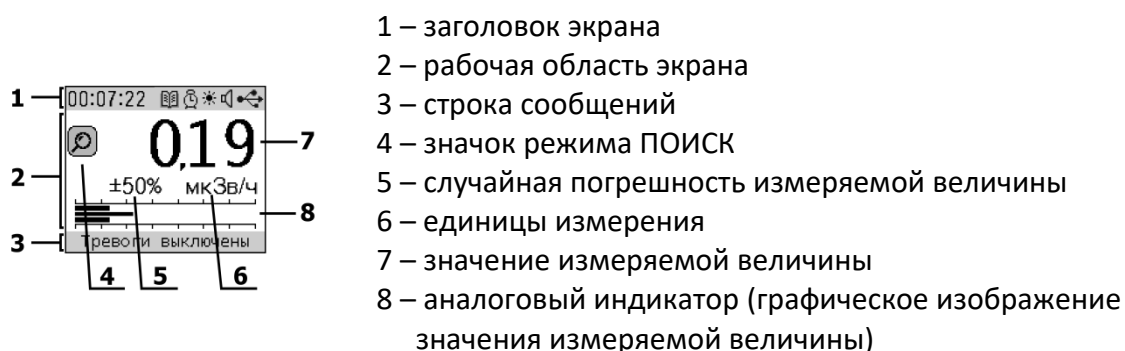 1 – заголовок экрана
2 – рабочая область экрана
3 – строка сообщений
4 – значок режима ПОИСК
5 – случайная погрешность измеряемой величины
6 – единицы измерения
7 – значение измеряемой величины
8 – аналоговый индикатор (графическое изображение
значения измеряемой величины)
1
00:07:22
0,19
7
2
±50% мкЗв/ч
8
3
Тревоги выключены
4 5 6